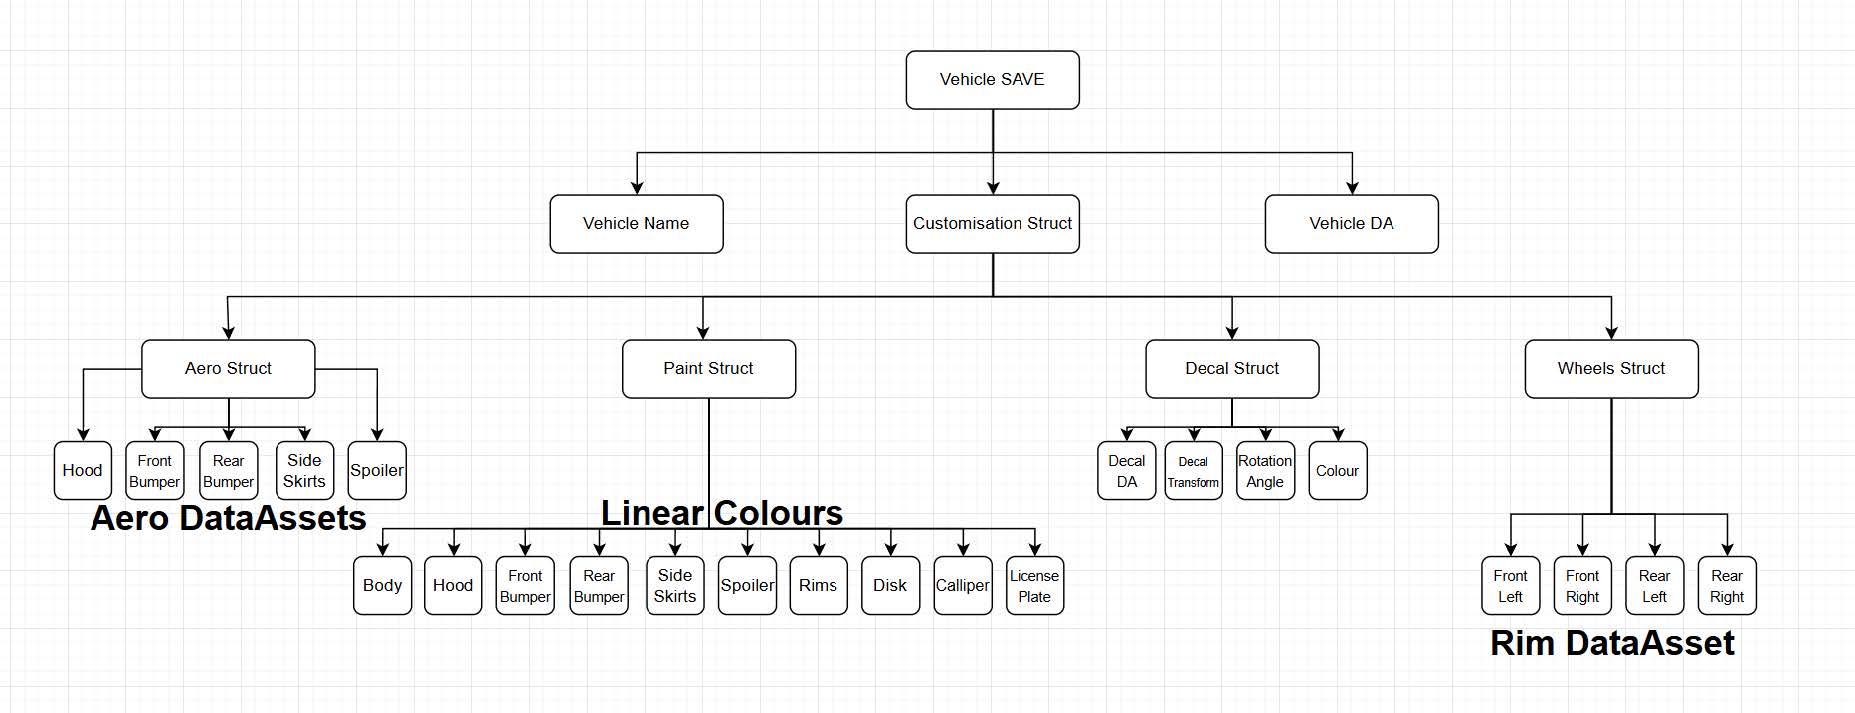 Vehicle SAVE
Vehicle Name
Customisation Struct
Vehicle DA
Aero Struct
Paint Struct
Decal Struct
Wheels Struct
Hood
Front
Bumper
Rear
Bumper
Side
Skirts
Spoiler
Aero DataAssets
Decal
DA
Decal
Transform
Rotation
Angle
Colour
Linear Colours
Body
Hood
Front
Bumper
Rear
Bumper
Side
Skirts
Spoiler
Rims
Disk
Calliper
License
Plate
Front
Left
Front
Right
Rear
Left
Rear
Right
Rim DataAsset